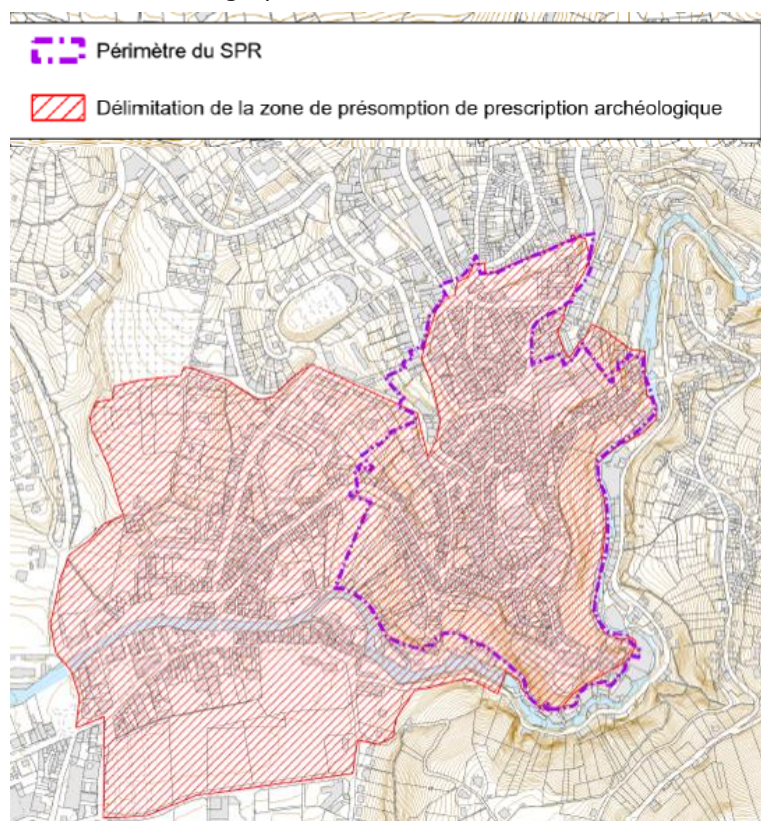 Périmètre du SPR
Délimitation de la zone de présomption de prescription archéologique